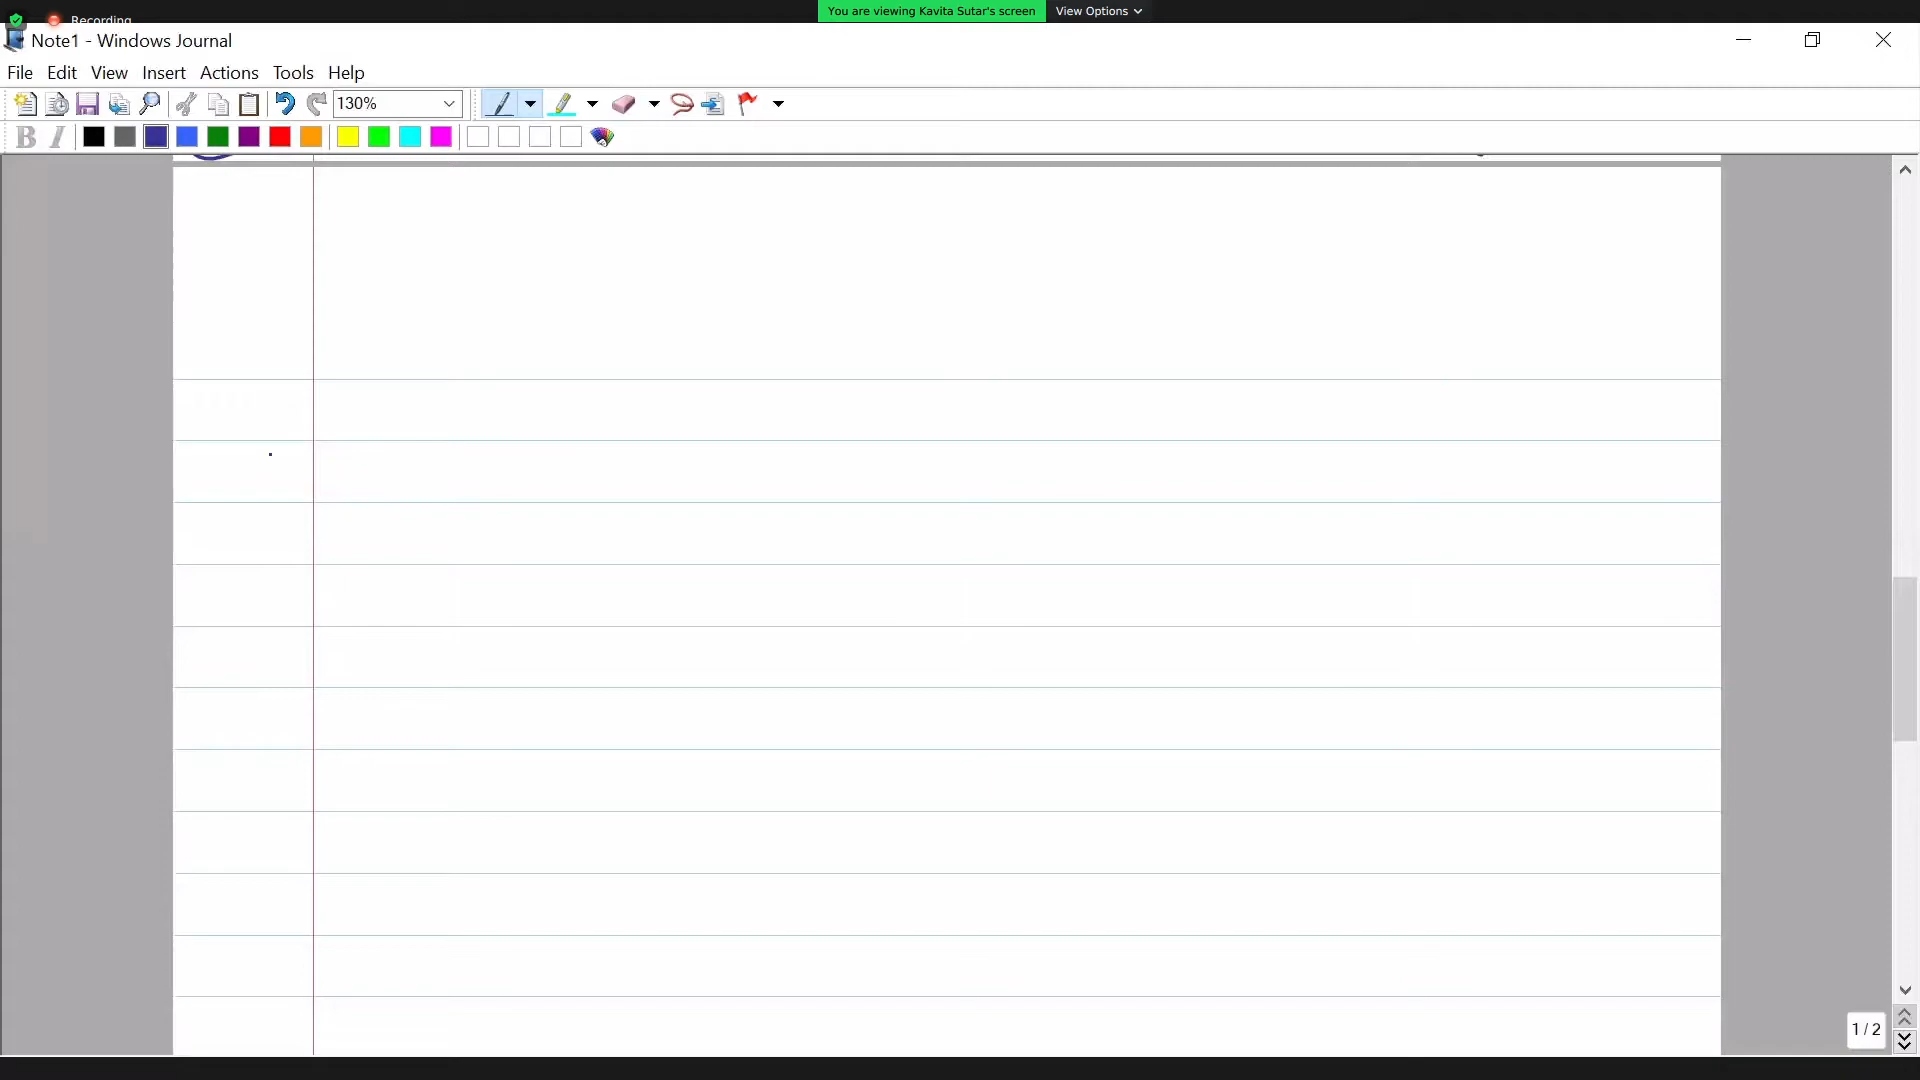 Recording
You are viewing Kavita Sutar's screen
View Options
Note1 - Windows Journal
File Edit View Insert Actions Tools Help
130%
B I
1 / 2